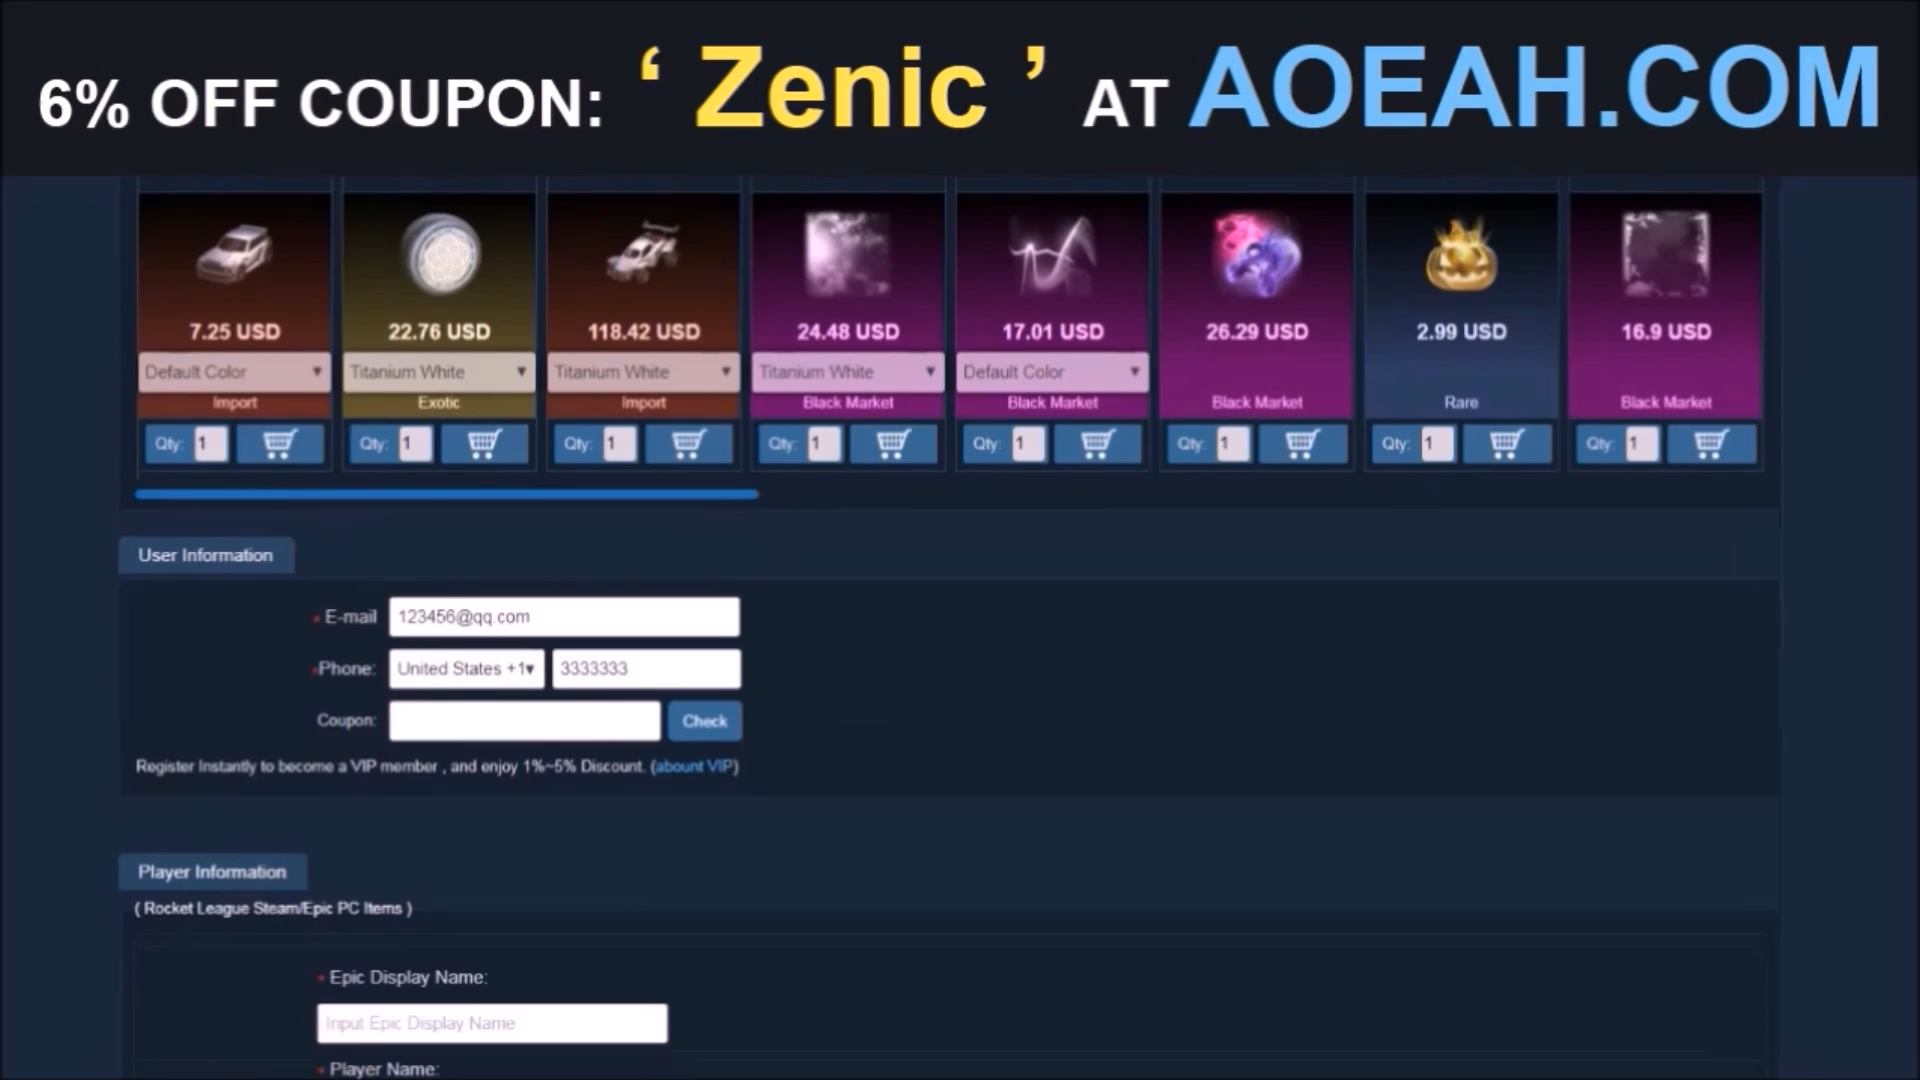 6% OFF COUPON: ‘ Zenic ’ AT AOEAH.COM
7.25 USD 22.76 USD 118.42 USD 24.48 USD 17.01 USD 26.29 USD 2.99 USD 16.9 USD
Default Color ▼ Titanium White ▼ Titanium White ▼ Titanium White ▼ Default Color ▼
Import Exotic Import Black Market Black Market Black Market Rare Black Market
Qty: 1 Qty: 1 Qty: 1 Qty: 1 Qty: 1 Qty: 1 Qty: 1 Qty: 1
User Information
* E-mail 123456@qq.com
*Phone: United States +1▼ 3333333
Coupon: Check
Register Instantly to become a VIP member , and enjoy 1%~5% Discount. (abount VIP)
Player Information
( Rocket League Steam/Epic PC Items )
* Epic Display Name:
Input Epic Display Name
* Player Name: